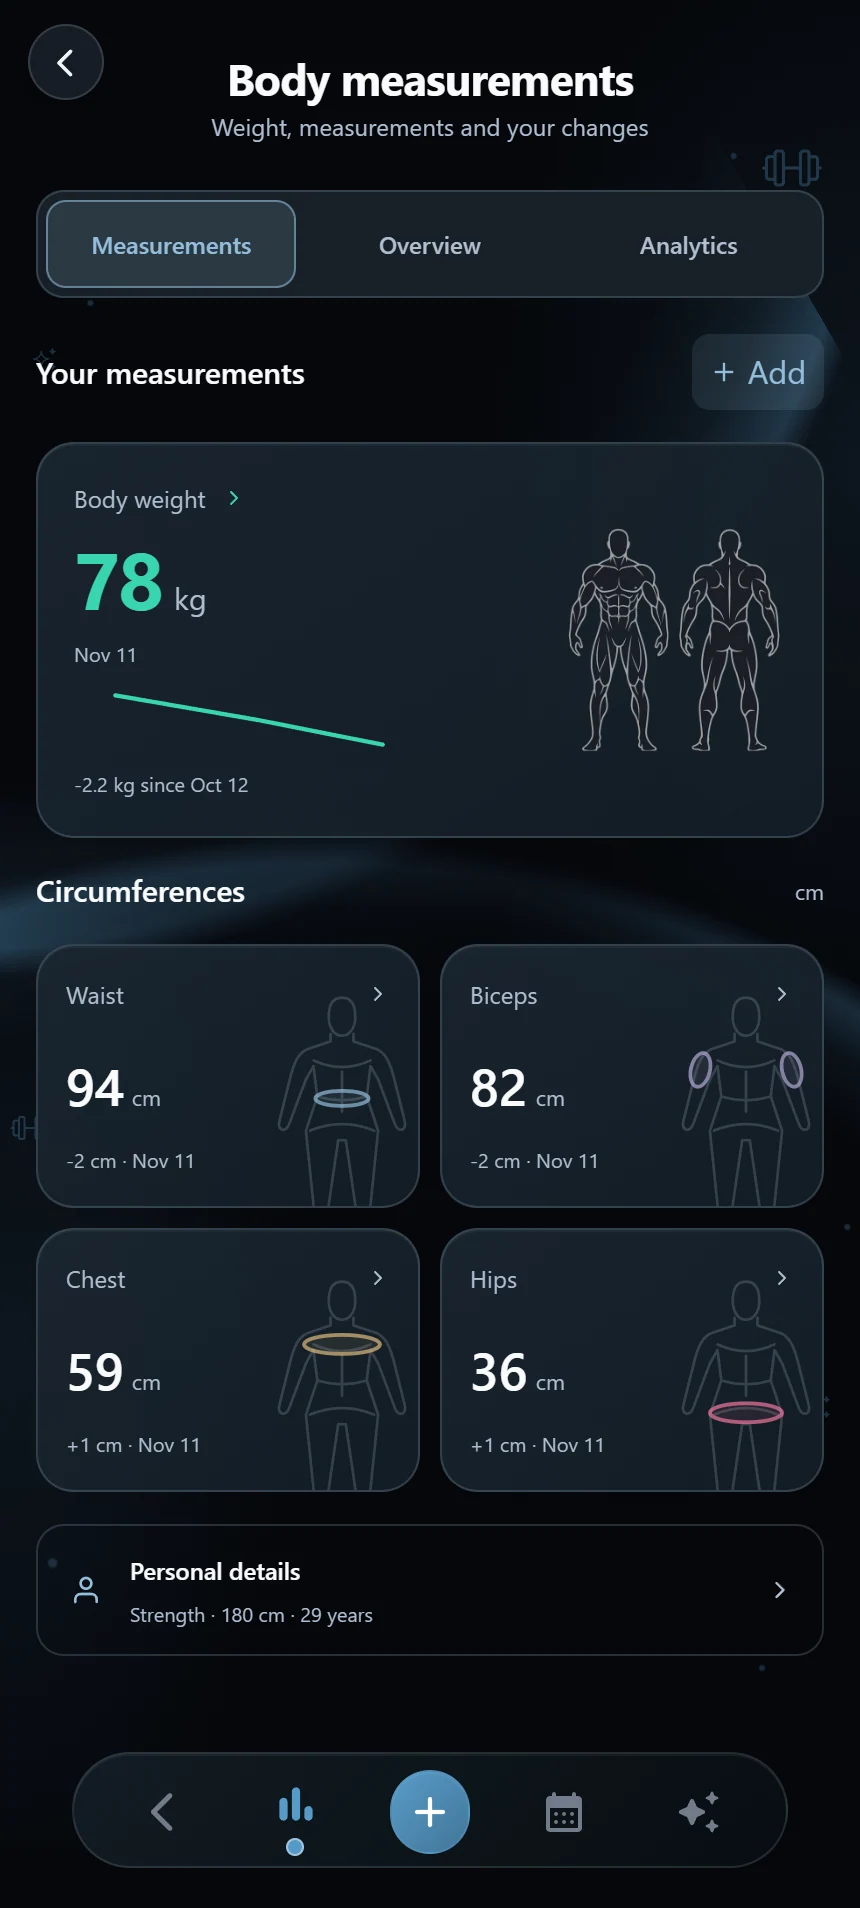 Body measurements
Weight, measurements and your changes
Measurements
Overview
Analytics
Your measurements
+ Add
Body weight
78 kg
Nov 11
-2.2 kg since Oct 12
Circumferences
cm
Waist
94 cm
-2 cm · Nov 11
Biceps
82 cm
-2 cm · Nov 11
Chest
59 cm
+1 cm · Nov 11
Hips
36 cm
+1 cm · Nov 11
Personal details
Strength · 180 cm · 29 years